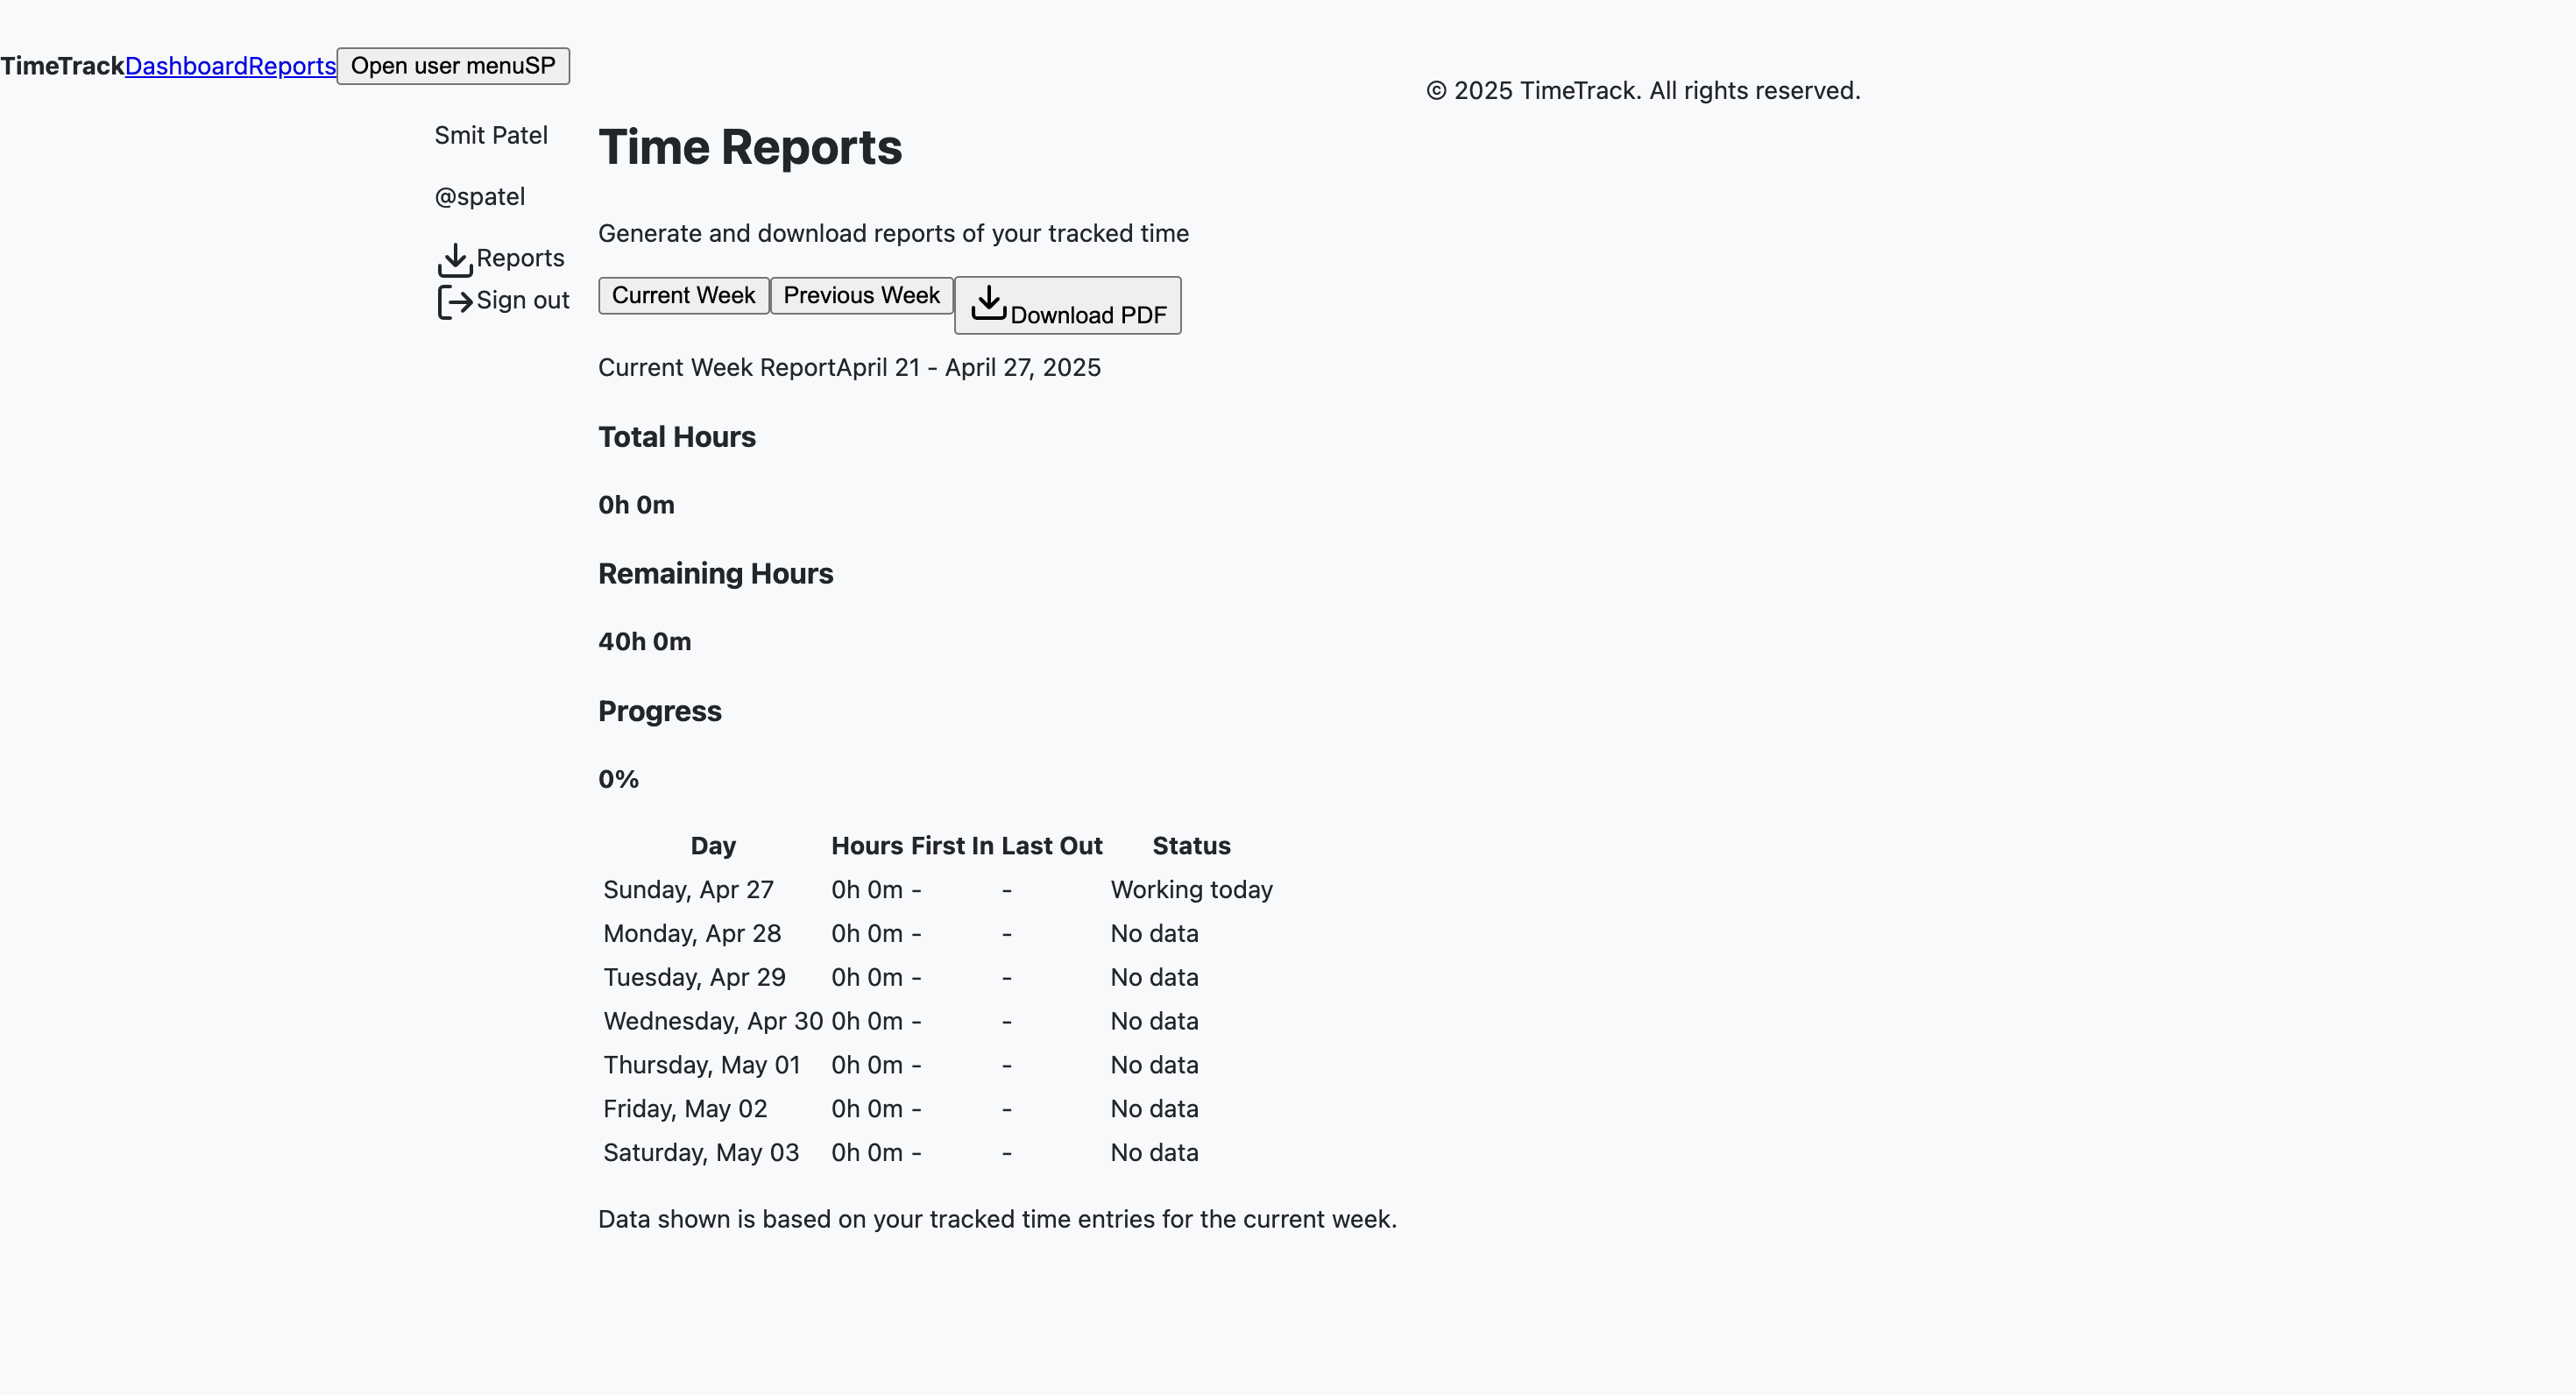 TimeTrack Dashboard Reports Open user menuSP
© 2025 TimeTrack. All rights reserved.
Smit Patel
@spatel
Reports
Sign out
Time Reports
Generate and download reports of your tracked time
Current Week Previous Week Download PDF
Current Week ReportApril 21 - April 27, 2025
Total Hours
0h 0m
Remaining Hours
40h 0m
Progress
0%
Day Hours First In Last Out Status
Sunday, Apr 27 0h 0m - - Working today
Monday, Apr 28 0h 0m - - No data
Tuesday, Apr 29 0h 0m - - No data
Wednesday, Apr 30 0h 0m - - No data
Thursday, May 01 0h 0m - - No data
Friday, May 02 0h 0m - - No data
Saturday, May 03 0h 0m - - No data
Data shown is based on your tracked time entries for the current week.